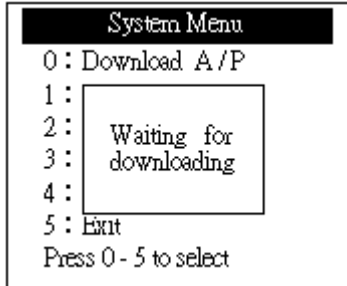 System Menu
0 : Download A/P
1 :
2 :
3 :
4 :
Waiting for
downloading
5 : Exit
Press 0 - 5 to select